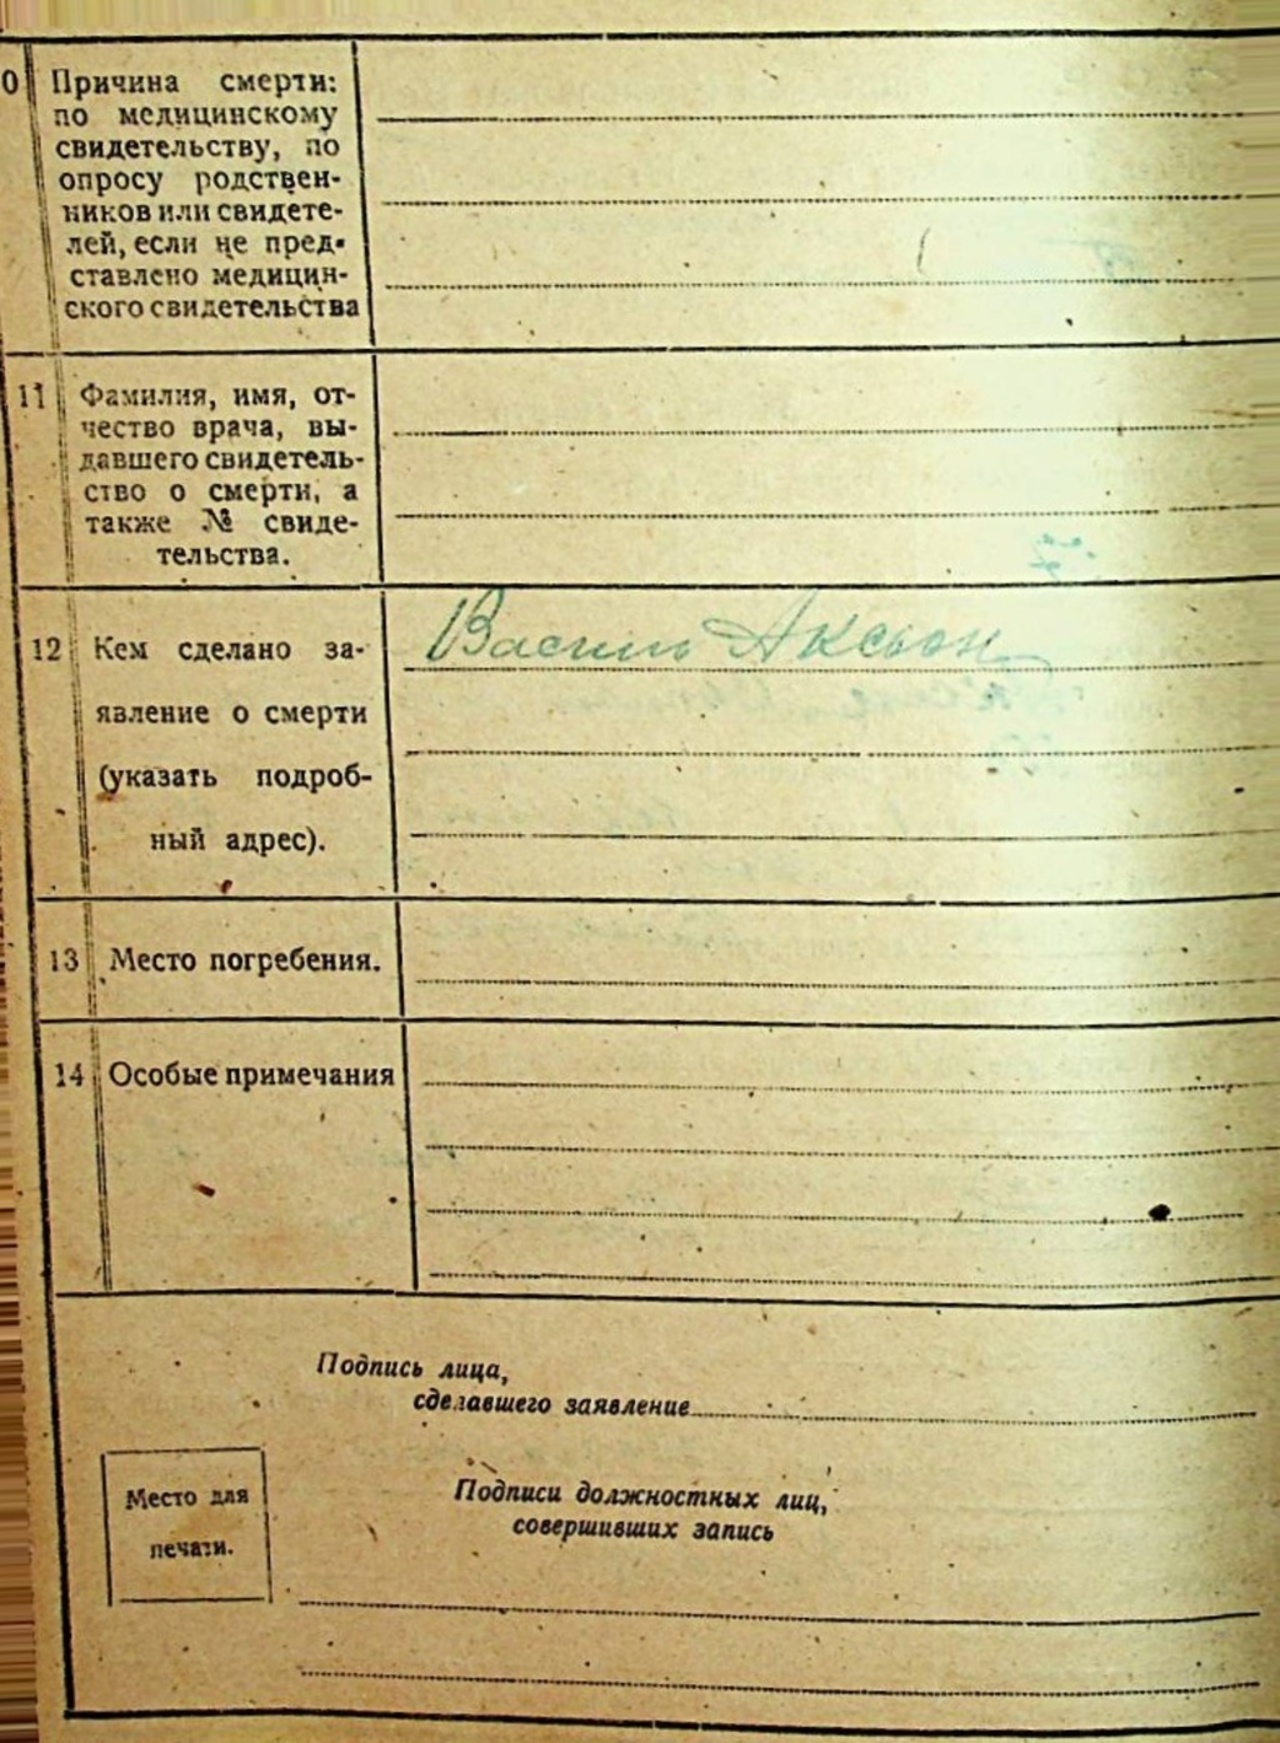 0 Причина смерти:
по медицинскому
свидетельству, по
опросу родствен-
ников или свидете-
лей, если не пред-
ставлено медицин-
ского свидетельства
11 Фамилия, имя, от-
чество врача, вы-
давшего свидетель-
ство о смерти, а
также № свиде-
тельства.
12 Кем сделано за-
явление о смерти
(указать подроб-
ный адрес).
Василь Аксьон
13 Место погребения.
14 Особые примечания
Подпись лица,
сделавшего заявление
Место для
печати.
Подписи должностных лиц,
совершивших запись